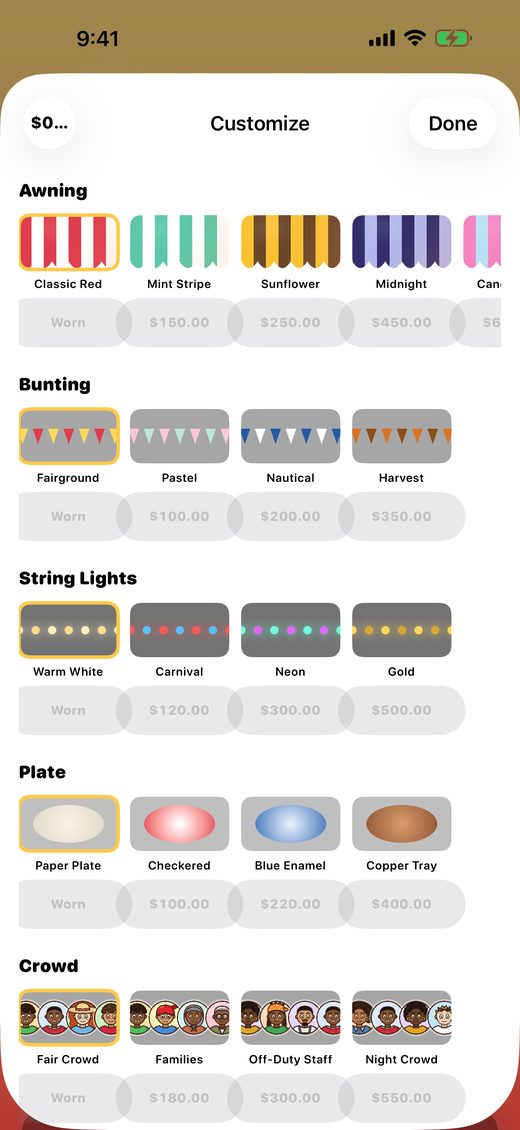 9:41
$0...
Customize
Done
Awning
Classic Red
Mint Stripe
Sunflower
Midnight
Worn
$150.00
$250.00
$450.00
Bunting
Fairground
Pastel
Nautical
Harvest
Worn
$100.00
$200.00
$350.00
String Lights
Warm White
Carnival
Neon
Gold
Worn
$120.00
$300.00
$500.00
Plate
Paper Plate
Checkered
Blue Enamel
Copper Tray
Worn
$100.00
$220.00
$400.00
Crowd
Fair Crowd
Families
Off-Duty Staff
Night Crowd
Worn
$180.00
$300.00
$550.00